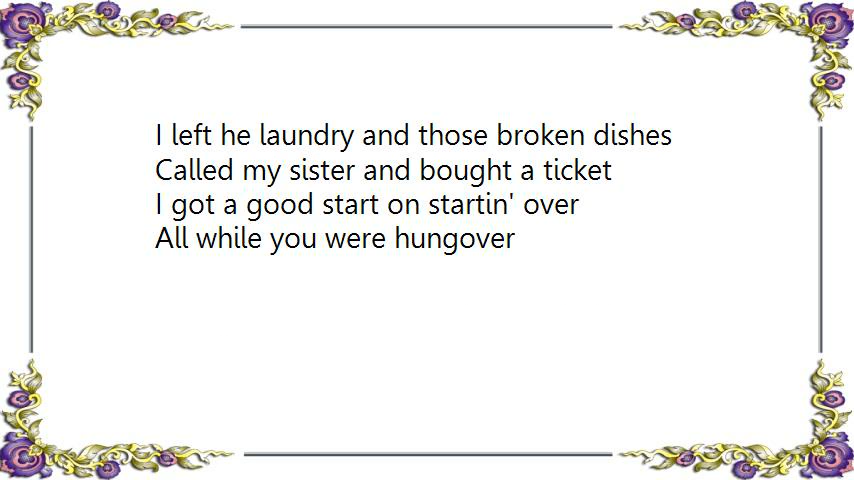 I left he laundry and those broken dishes
Called my sister and bought a ticket
I got a good start on startin' over
All while you were hungover